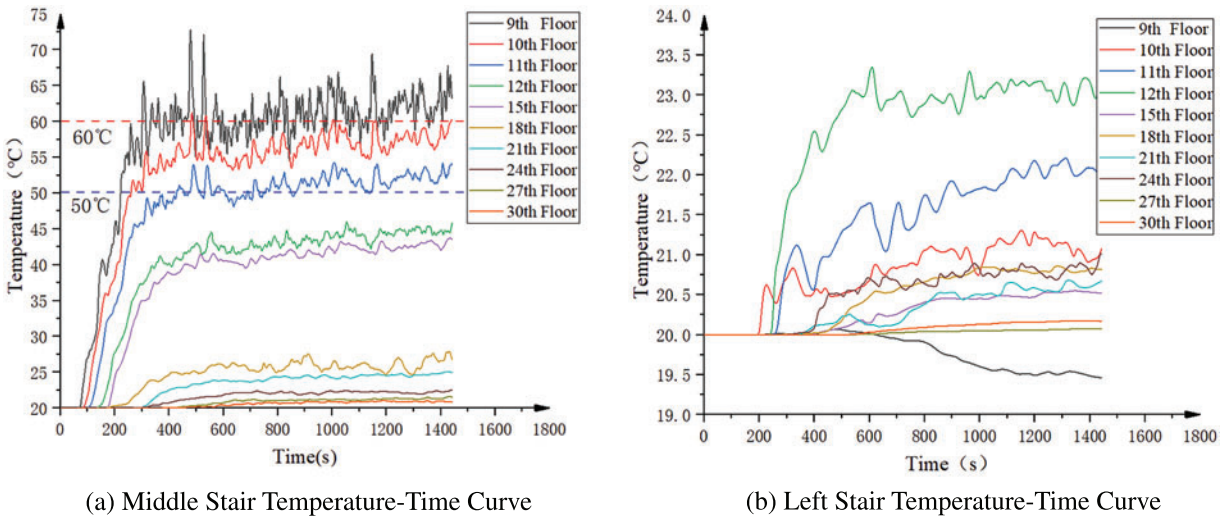 75
70
65
60
55
50
45
40
35
30
25
20
0 200 400 600 800 1000 1200 1400 1600 1800
Temperature (℃)
Time(s)
60℃
50℃
9th Floor
10th Floor
11th Floor
12th Floor
15th Floor
18th Floor
21th Floor
24th Floor
27th Floor
30th Floor
(a) Middle Stair Temperature-Time Curve
24.0
23.5
23.0
22.5
22.0
21.5
21.0
20.5
20.0
19.5
19.0
0 200 400 600 800 1000 1200 1400 1600 1800
Temperature (℃)
Time (s)
9th Floor
10th Floor
11th Floor
12th Floor
15th Floor
18th Floor
21th Floor
24th Floor
27th Floor
30th Floor
(b) Left Stair Temperature-Time Curve